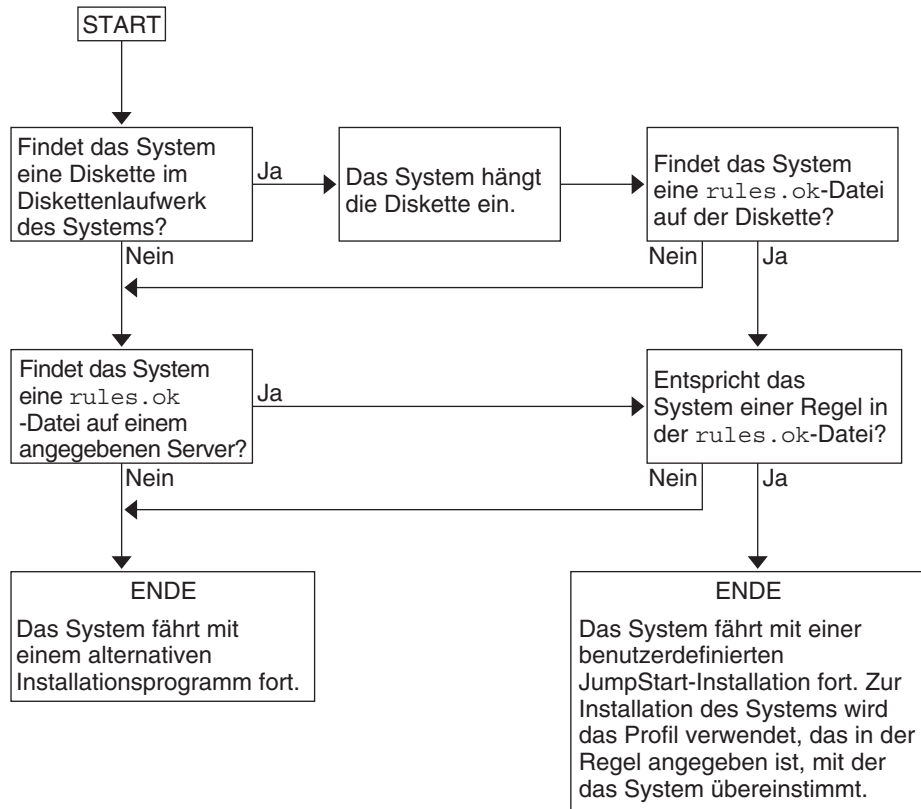 START
Findet das System
eine Diskette im
Diskettenlaufwerk
des Systems?
Ja
Das System hängt
die Diskette ein.
Findet das System
eine rules.ok-Datei
auf der Diskette?
Nein
Nein
Ja
Findet das System
eine rules.ok
-Datei auf einem
angegebenen Server?
Ja
Entspricht das
System einer Regel in
der rules.ok-Datei?
Nein
Nein
Ja
ENDE
Das System fährt mit
einem alternativen
Installationsprogramm fort.
ENDE
Das System fährt mit einer
benutzerdefinierten
JumpStart-Installation fort. Zur
Installation des Systems wird
das Profil verwendet, das in der
Regel angegeben ist, mit der
das System übereinstimmt.